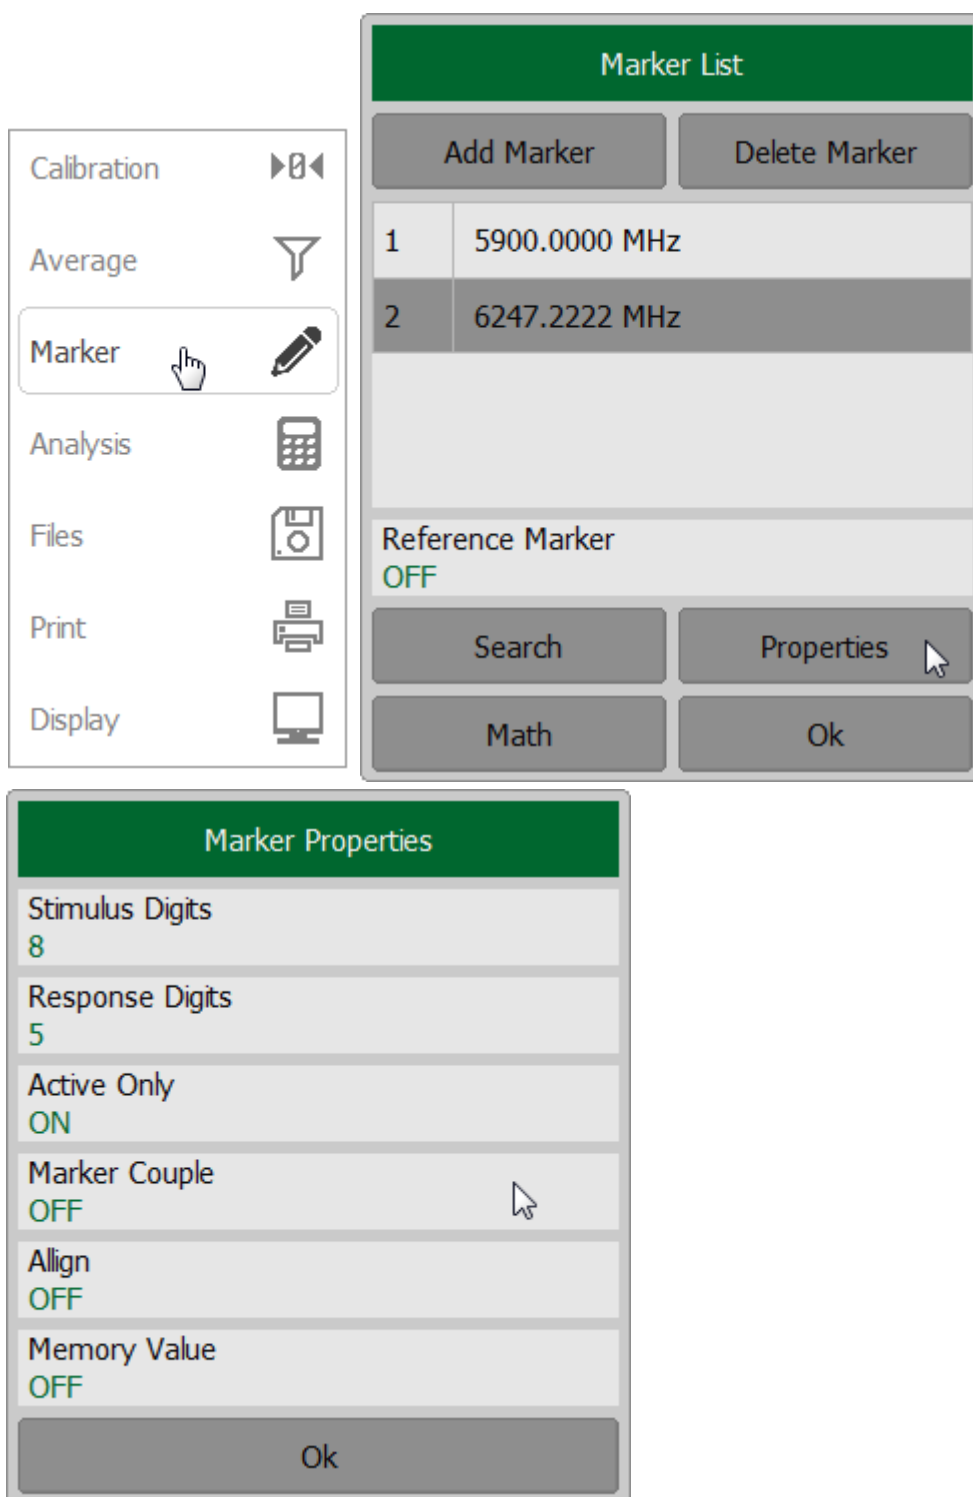 Calibration
Average
Marker
Analysis
Files
Print
Display
Marker List
Add Marker Delete Marker
1 5900.0000 MHz
2 6247.2222 MHz
Reference Marker
OFF
Search Properties
Math Ok
Marker Properties
Stimulus Digits
8
Response Digits
5
Active Only
ON
Marker Couple
OFF
Allign
OFF
Memory Value
OFF
Ok